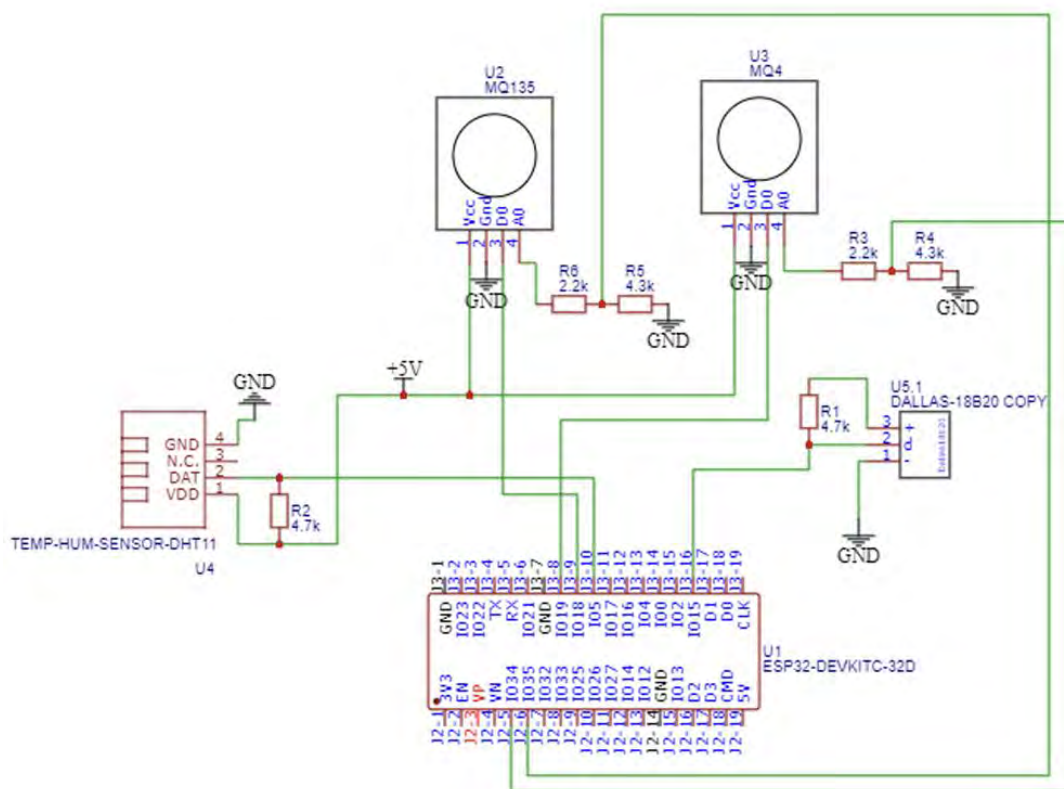 U2
MQ135
Vcc
Gnd
D0
A0
1
2
3
4
GND
R6
2.2k
R5
4.3k
GND
U3
MQ4
Vcc
Gnd
D0
A0
1
2
3
4
GND
R3
2.2k
R4
4.3k
GND
+5V
GND
GND 4
N.C. 3
DAT 2
VDD 1
R2
4.7k
TEMP-HUM-SENSOR-DHT11
U4
U5.1
DALLAS-18B20 COPY
R1
4.7k
3 +
2 d
1 -
GND
J3-1
J3-2
J3-3
J3-4
J3-5
J3-6
J3-7
J3-8
J3-9
J3-10
J3-11
J3-12
J3-13
J3-14
J3-15
J3-16
J3-17
J3-18
J3-19
GND
IO23
IO22
TX
RX
IO21
GND
IO19
IO18
IO5
IO17
IO16
IO4
IO0
IO2
IO15
D1
D0
CLK
U1
ESP32-DEVKITC-32D
3V3
EN
VP
VN
IO34
IO35
IO32
IO33
IO25
IO26
IO27
IO14
IO12
GND
IO13
D2
D3
CMD
5V
J2-1
J2-2
J2-3
J2-4
J2-5
J2-6
J2-7
J2-8
J2-9
J2-10
J2-11
J2-12
J2-13
J2-14
J2-15
J2-16
J2-17
J2-18
J2-19